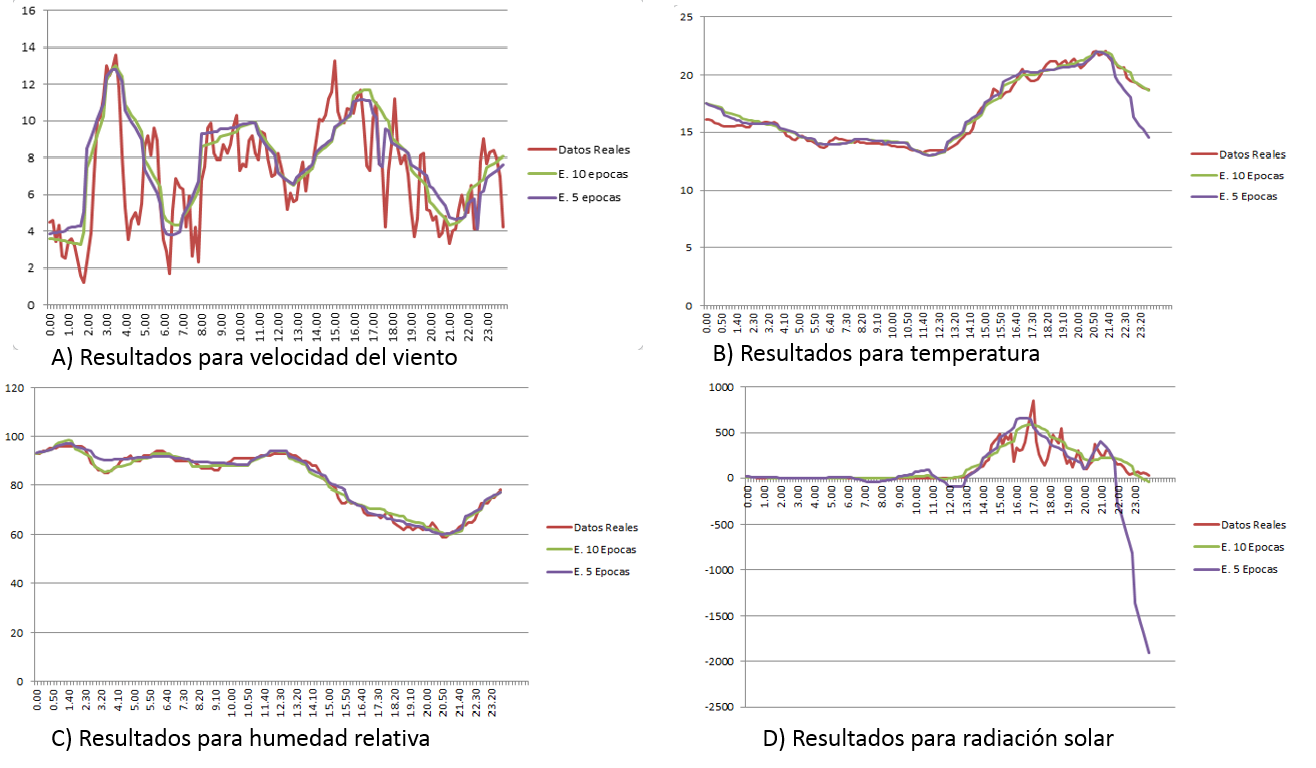 16
14
12
10
8
6
4
2
0
0.00 1.00 2.00 3.00 4.00 5.00 6.00 7.00 8.00 9.00 10.00 11.00 12.00 13.00 14.00 15.00 16.00 17.00 18.00 19.00 20.00 21.00 22.00 23.00
Datos Reales
E. 10 epocas
E. 5 epocas
A) Resultados para velocidad del viento
25
20
15
10
5
0
0.00 0.50 1.40 2.30 3.20 4.10 5.00 5.50 6.40 7.30 8.20 9.10 10.00 10.50 11.40 12.30 13.20 14.10 15.00 15.50 16.40 17.30 18.20 19.10 20.00 20.50 21.40 22.30 23.20
Datos Reales
E. 10 Epocas
E. 5 Epocas
B) Resultados para temperatura
120
100
80
60
40
20
0
0.00 0.50 1.40 2.30 3.20 4.10 5.00 5.50 6.40 7.30 8.20 9.10 10.00 10.50 11.40 12.30 13.20 14.10 15.00 15.50 16.40 17.30 18.20 19.10 20.00 20.50 21.40 22.30 23.20
Datos Reales
E. 10 Epocas
E. 5 Epocas
C) Resultados para humedad relativa
1000
500
0
-500
-1000
-1500
-2000
-2500
0.00 1.00 2.00 3.00 4.00 5.00 6.00 7.00 8.00 9.00 10.00 11.00 12.00 13.00 14.00 15.00 16.00 17.00 18.00 19.00 20.00 21.00 22.00 23.00
Datos Reales
E. 10 Epocas
E. 5 Epocas
D) Resultados para radiación solar